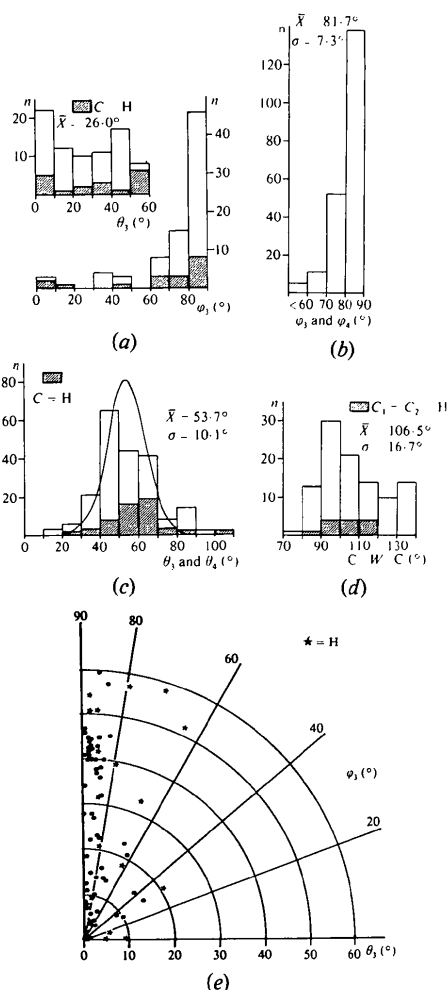 n
C H
X̄ – 26·0°
20
10
0 20 40 60
θ₃ (°)
n
40
30
20
10
0 20 40 60 80
φ₃ (°)
(a)
n
X̄ 81·7°
σ – 7·3°
120
100
80
60
40
20
<60 70 80 90
φ₃ and φ₄ (°)
(b)
n
80
60
40
20
C = H
X̄ – 53·7°
σ – 10·1°
0 20 40 60 80 100
θ₃ and θ₄ (°)
(c)
n
C₁ – C₂ H
X̄ 106·5°
σ 16·7°
30
20
10
70 90 110 130
C W C (°)
(d)
90
80
★ = H
60
40
φ₃ (°)
20
0 10 20 30 40 50 60 θ₃ (°)
(e)